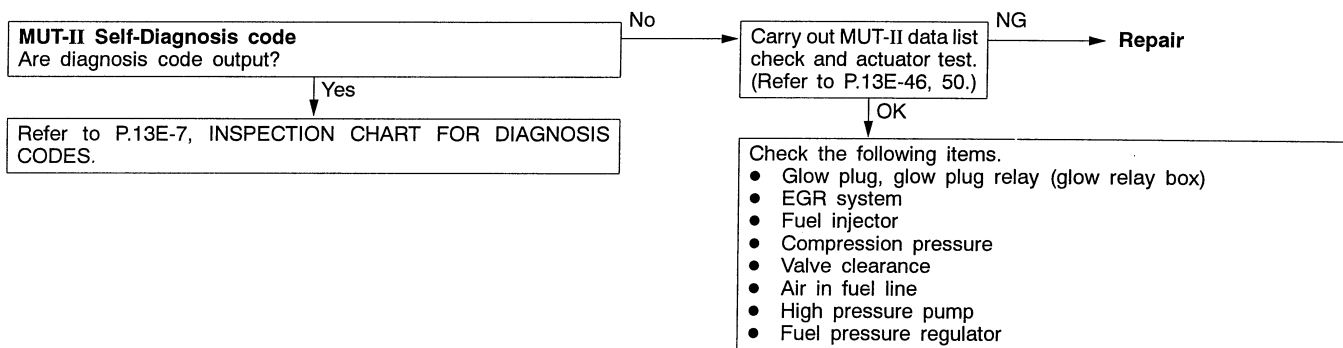 MUT-II Self-Diagnosis code
Are diagnosis code output?
No
Carry out MUT-II data list
check and actuator test.
(Refer to P.13E-46, 50.)
NG
Repair
Yes
OK
Refer to P.13E-7, INSPECTION CHART FOR DIAGNOSIS
CODES.
Check the following items.
● Glow plug, glow plug relay (glow relay box)
● EGR system
● Fuel injector
● Compression pressure
● Valve clearance
● Air in fuel line
● High pressure pump
● Fuel pressure regulator